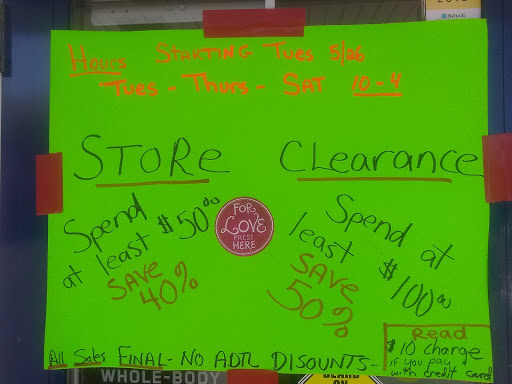 Natural
Hours STARTING Tues 5/26
Tues - Thurs - SAT 10-4
STORE
Clearance
Spend
at least $50.00
SAVE
40%
FOR
LOVE
PRESS
HERE
Spend at
least $100.00
SAVE
50%
Read
$10 charge
if you pay
with credit card
All Sales FINAL - NO ADTL DISCOUNTS -
WHOLE-BODY